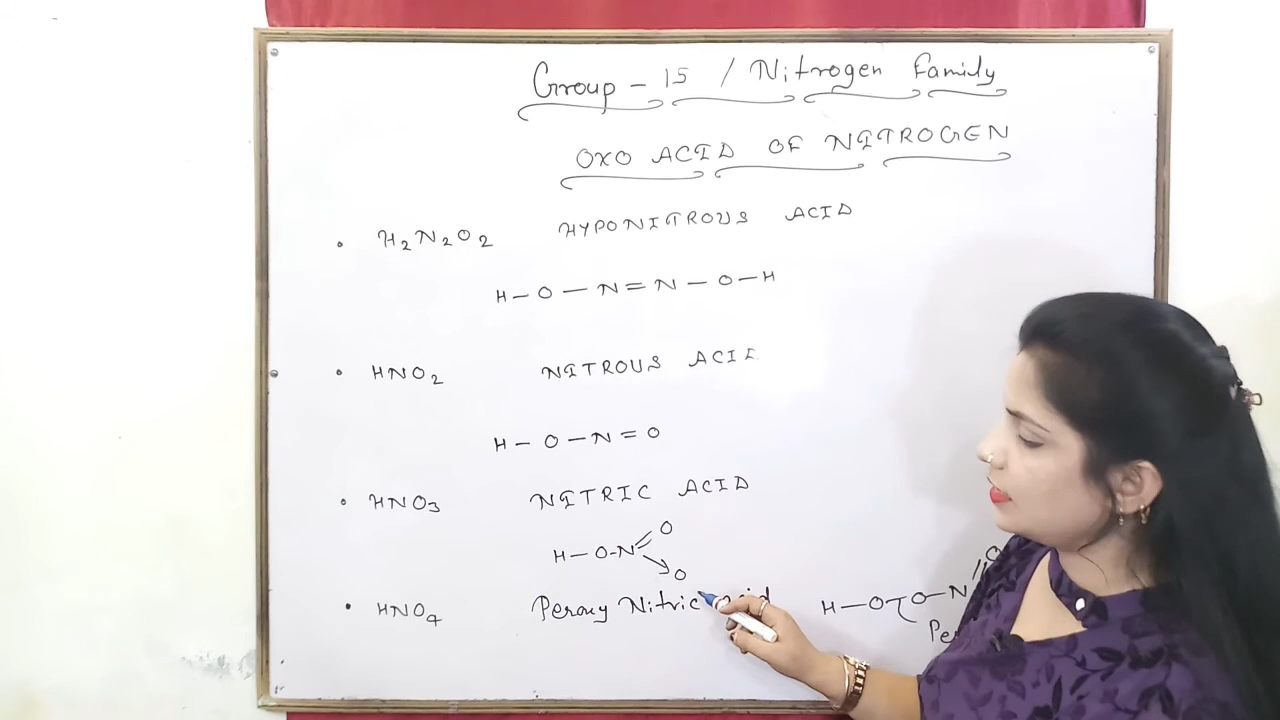 Group - 15 / Nitrogen Family
OXO ACID OF NITROGEN
• H₂N₂O₂ HYPONITROUS ACID
H - O - N = N - O - H
• HNO₂ NITROUS ACI
H - O - N = O
• HNO₃ NITRIC ACID
O
H - O - N
O
• HNO₄ Peroxy Nitric acid
H - O - O - N